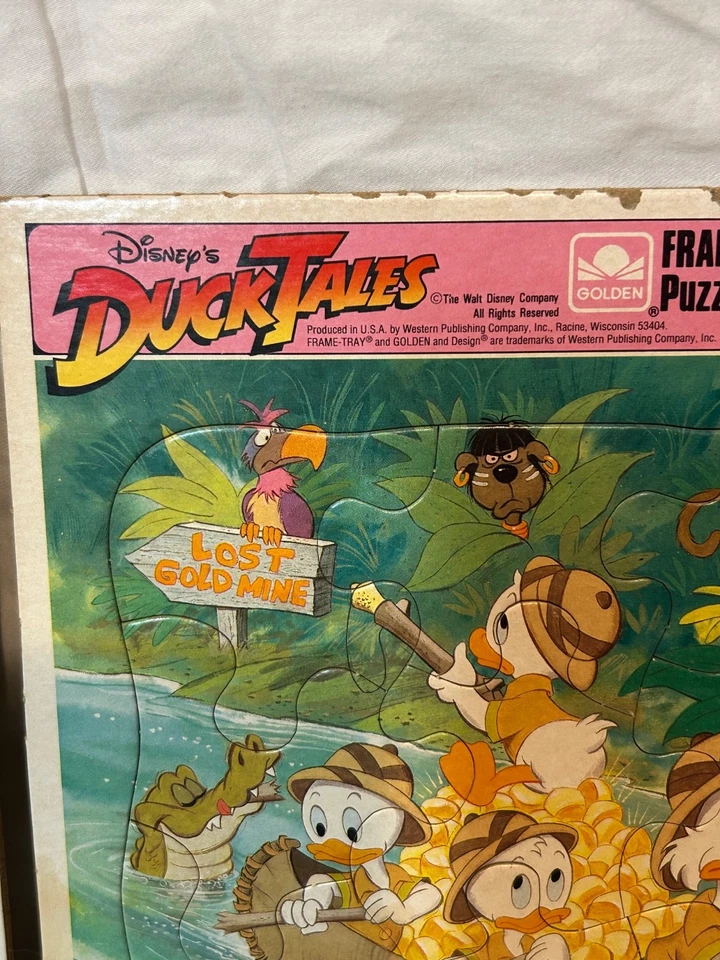 Disney's
DUCKTALES
©The Walt Disney Company
All Rights Reserved
GOLDEN®
Produced in U.S.A. by Western Publishing Company, Inc., Racine, Wisconsin 53404.
FRAME-TRAY® and GOLDEN and Design® are trademarks of Western Publishing Company, Inc.
FRA
Puzz
LOST
GOLD MINE